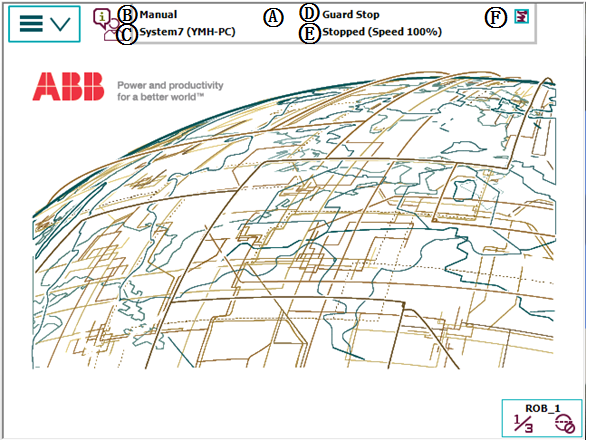 Ⓑ Manual
Ⓐ
Ⓓ Guard Stop
Ⓕ
Ⓒ System7 (YMH-PC)
Ⓔ Stopped (Speed 100%)
ABB
Power and productivity
for a better world™
ROB_1
1/3